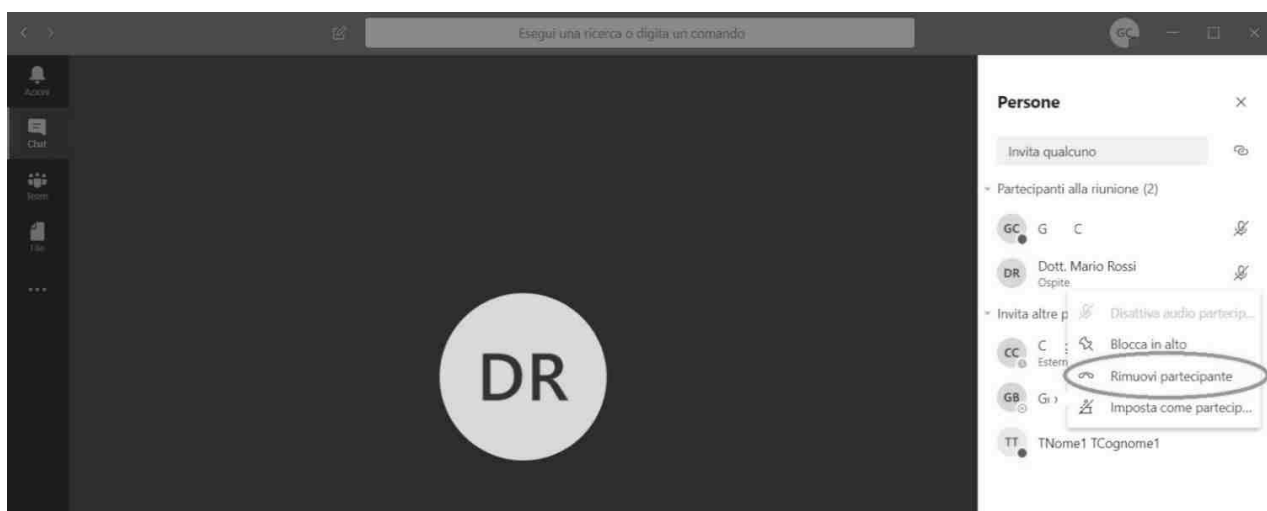 Esegui una ricerca o digita un comando
GC
Chat
Team
File
DR
Persone
Invita qualcuno
Partecipanti alla riunione (2)
GC G C
DR Dott. Mario Rossi
Ospite
Invita altre p
CC C
Estern
GB
TT TNome1 TCognome1
Disattiva audio partecip...
Blocca in alto
Rimuovi partecipante
Imposta come partecip...